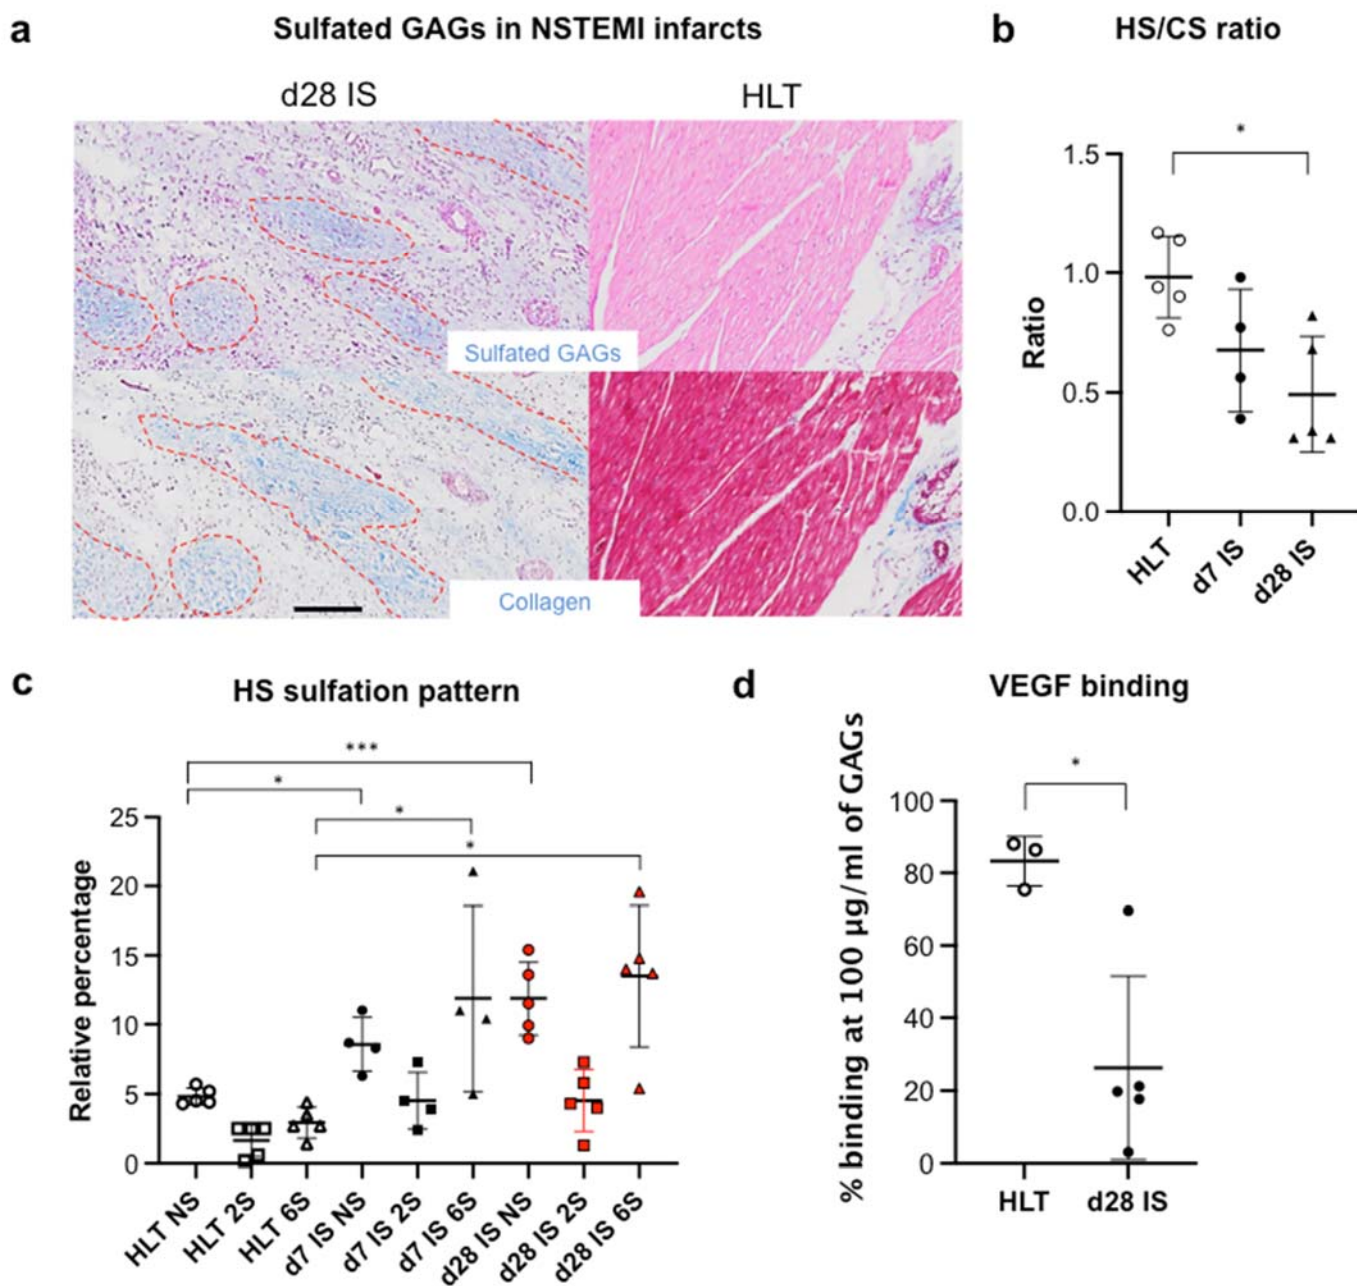 a
Sulfated GAGs in NSTEMI infarcts
d28 IS
HLT
Sulfated GAGs
Collagen
b
HS/CS ratio
*
1.5
1.0
0.5
0.0
Ratio
HLT
d7 IS
d28 IS
c
HS sulfation pattern
***
*
*
*
25
20
15
10
5
0
Relative percentage
HLT NS
HLT 2S
HLT 6S
d7 IS NS
d7 IS 2S
d7 IS 6S
d28 IS NS
d28 IS 2S
d28 IS 6S
d
VEGF binding
*
100
80
60
40
20
0
% binding at 100 µg/ml of GAGs
HLT
d28 IS